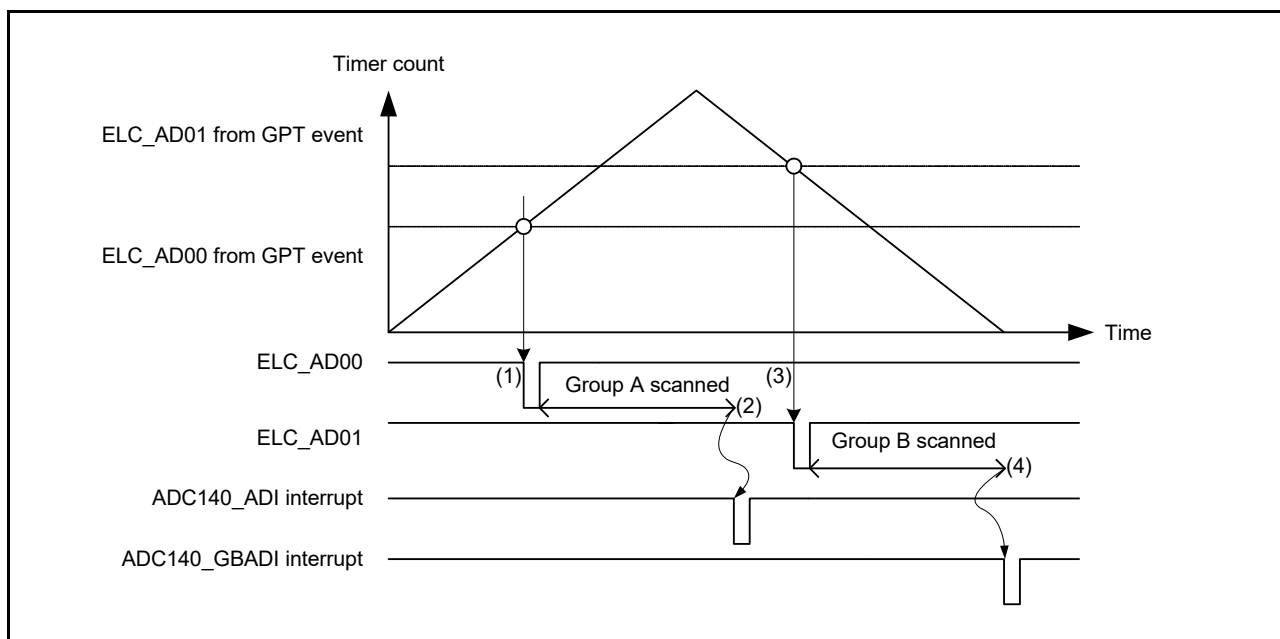 Timer count
ELC_AD01 from GPT event
ELC_AD00 from GPT event
Time
ELC_AD00
(1)
Group A scanned
(2)
(3)
ELC_AD01
Group B scanned
(4)
ADC140_ADI interrupt
ADC140_GBADI interrupt